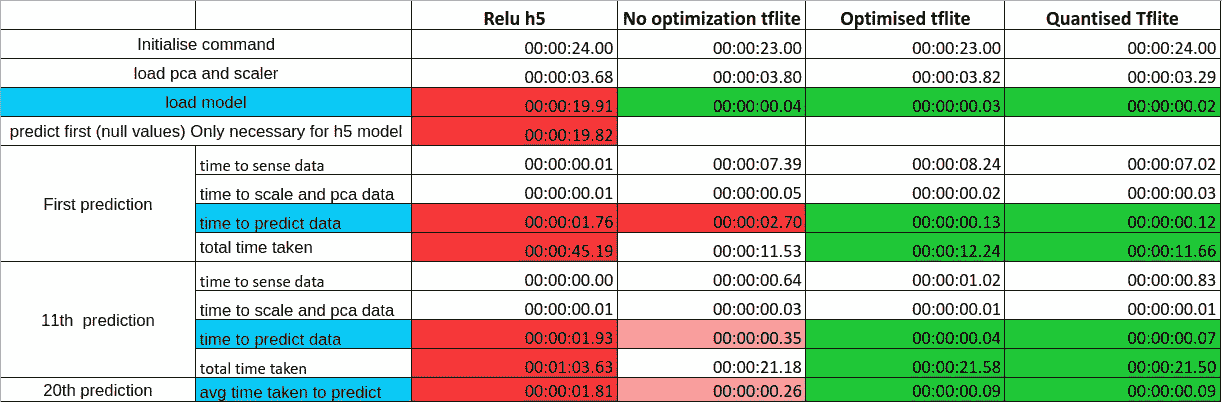 Relu h5 No optimization tflite Optimised tflite Quantised Tflite
Initialise command 00:00:24.00 00:00:23.00 00:00:23.00 00:00:24.00
load pca and scaler 00:00:03.68 00:00:03.80 00:00:03.82 00:00:03.29
load model 00:00:19.91 00:00:00.04 00:00:00.03 00:00:00.02
predict first (null values) Only necessary for h5 model 00:00:19.82
First prediction
time to sense data 00:00:00.01 00:00:07.39 00:00:08.24 00:00:07.02
time to scale and pca data 00:00:00.01 00:00:00.05 00:00:00.02 00:00:00.03
time to predict data 00:00:01.76 00:00:02.70 00:00:00.13 00:00:00.12
total time taken 00:00:45.19 00:00:11.53 00:00:12.24 00:00:11.66
11th prediction
time to sense data 00:00:00.00 00:00:00.64 00:00:01.02 00:00:00.83
time to scale and pca data 00:00:00.01 00:00:00.03 00:00:00.01 00:00:00.01
time to predict data 00:00:01.93 00:00:00.35 00:00:00.04 00:00:00.07
total time taken 00:01:03.63 00:00:21.18 00:00:21.58 00:00:21.50
20th prediction avg time taken to predict 00:00:01.81 00:00:00.26 00:00:00.09 00:00:00.09